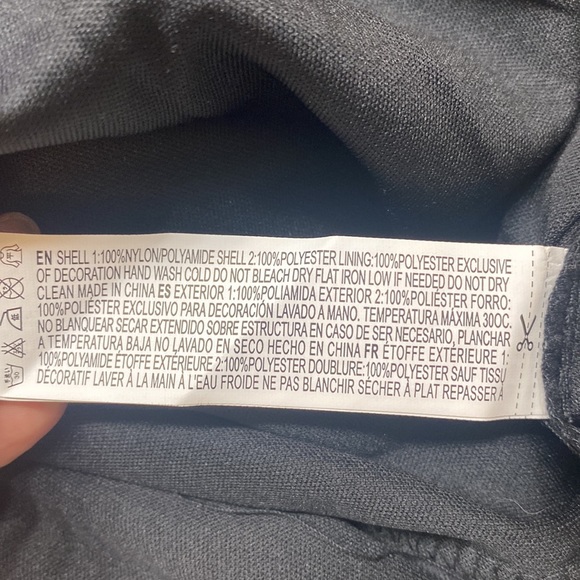 EN SHELL 1:100%NYLON/POLYAMIDE SHELL 2:100%POLYESTER LINING:100%POLYESTER EXCLUSIVE
OF DECORATION HAND WASH COLD DO NOT BLEACH DRY FLAT IRON LOW IF NEEDED DO NOT DRY
CLEAN MADE IN CHINA ES EXTERIOR 1:100%POLIAMIDA EXTERIOR 2:100%POLIÉSTER FORRO:
100%POLIÉSTER EXCLUSIVO PARA DECORACIÓN LAVADO A MANO. TEMPERATURA MÁXIMA 30OC.
NO BLANQUEAR SECAR EXTENDIDO SOBRE ESTRUCTURA EN CASO DE SER NECESARIO, PLANCHAR
A TEMPERATURA BAJA NO LAVADO EN SECO HECHO EN CHINA FR ÉTOFFE EXTÉRIEURE 1:
100%POLYAMIDE ÉTOFFE EXTÉRIEURE 2:100%POLYESTER DOUBLURE:100%POLYESTER SAUF TISSU
DÉCORATIF LAVER À LA MAIN À L'EAU FROIDE NE PAS BLANCHIR SÉCHER À PLAT REPASSER À